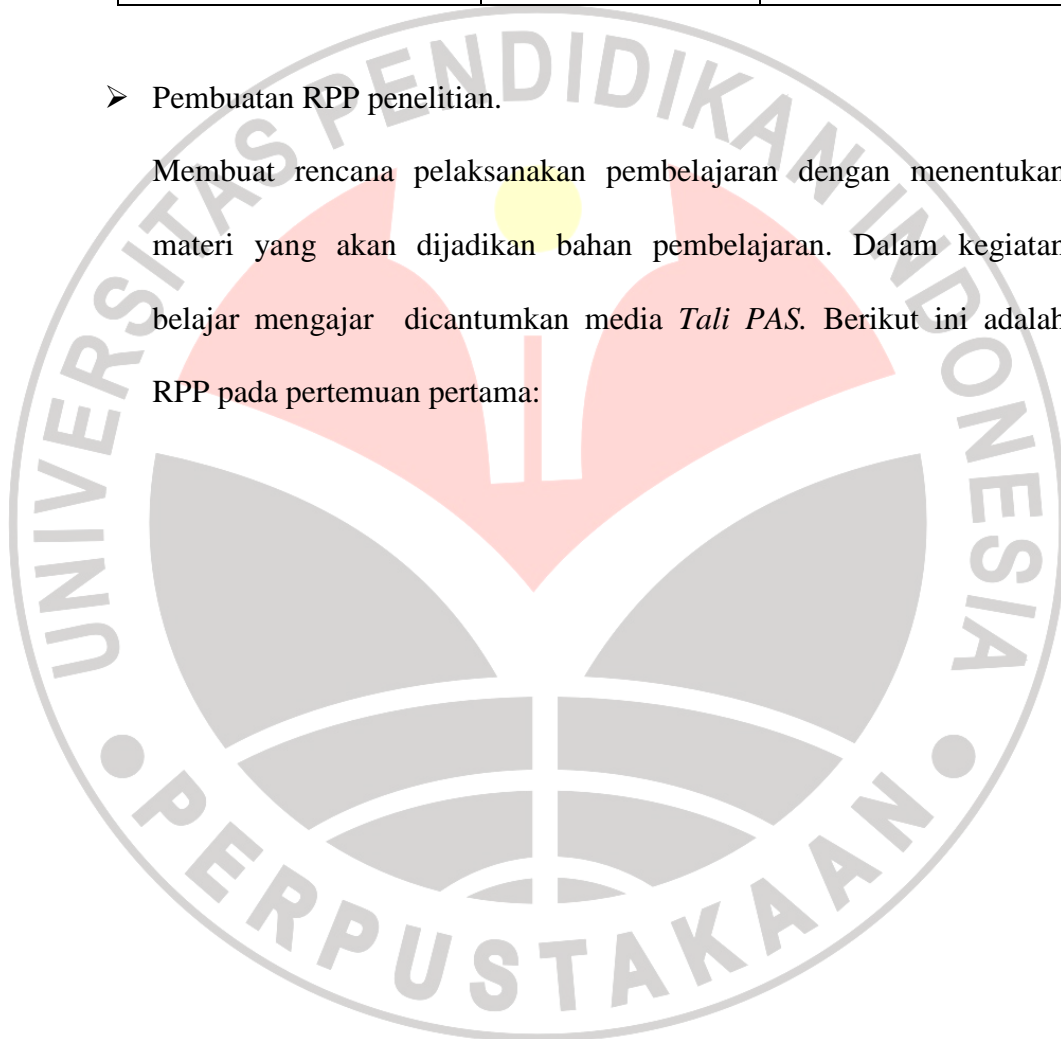 ➢ Pembuatan RPP penelitian.
Membuat rencana pelaksanakan pembelajaran dengan menentukan
materi yang akan dijadikan bahan pembelajaran. Dalam kegiatan
belajar mengajar dicantumkan media Tali PAS. Berikut ini adalah
RPP pada pertemuan pertama:
UNIVERSITAS PENDIDIKAN INDONESIA
PERPUSTAKAAN